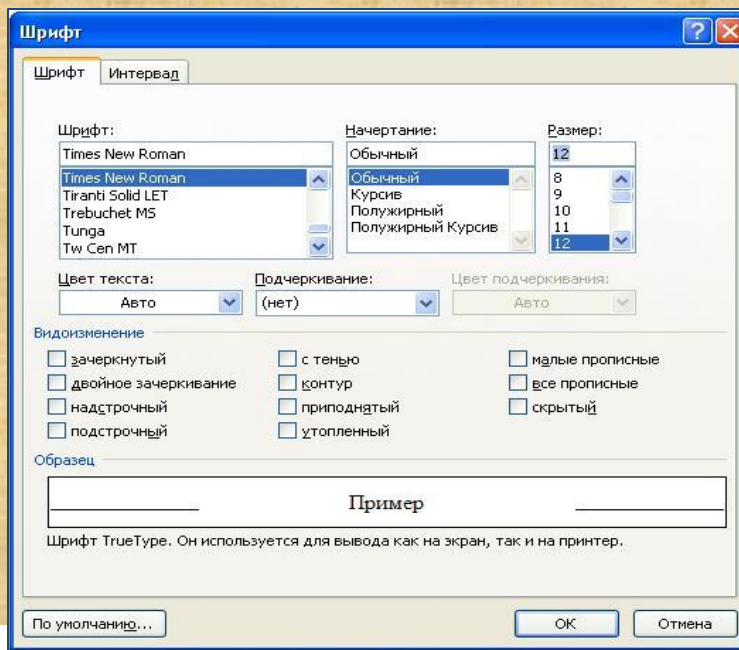 Шрифт
Шрифт Интервал
Шрифт: Начертание: Размер:
Times New Roman Обычный 12
Times New Roman Обычный 8
Tiranti Solid LET Курсив 9
Trebuchet MS Полужирный 10
Tunga Полужирный Курсив 11
Tw Cen MT 12
Цвет текста: Подчеркивание: Цвет подчеркивания:
Авто (нет) Авто
Видоизменение
зачеркнутый с тенью малые прописные
двойное зачеркивание контур все прописные
надстрочный приподнятый скрытый
подстрочный утопленный
Образец
Пример
Шрифт TrueType. Он используется для вывода как на экран, так и на принтер.
По умолчанию... ОК Отмена